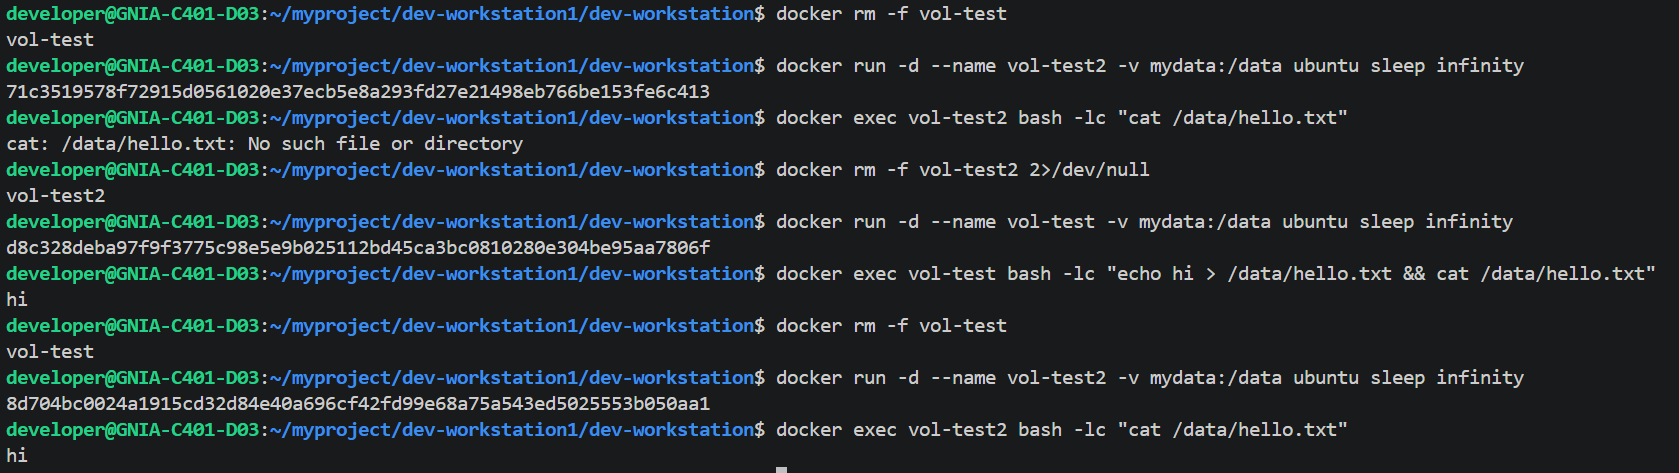 developer@GNIA-C401-D03:~/myproject/dev-workstation1/dev-workstation$ docker rm -f vol-test
vol-test
developer@GNIA-C401-D03:~/myproject/dev-workstation1/dev-workstation$ docker run -d --name vol-test2 -v mydata:/data ubuntu sleep infinity
71c3519578f72915d0561020e37ecb5e8a293fd27e21498eb766be153fe6c413
developer@GNIA-C401-D03:~/myproject/dev-workstation1/dev-workstation$ docker exec vol-test2 bash -lc "cat /data/hello.txt"
cat: /data/hello.txt: No such file or directory
developer@GNIA-C401-D03:~/myproject/dev-workstation1/dev-workstation$ docker rm -f vol-test2 2>/dev/null
vol-test2
developer@GNIA-C401-D03:~/myproject/dev-workstation1/dev-workstation$ docker run -d --name vol-test -v mydata:/data ubuntu sleep infinity
d8c328deba97f9f3775c98e5e9b025112bd45ca3bc0810280e304be95aa7806f
developer@GNIA-C401-D03:~/myproject/dev-workstation1/dev-workstation$ docker exec vol-test bash -lc "echo hi > /data/hello.txt && cat /data/hello.txt"
hi
developer@GNIA-C401-D03:~/myproject/dev-workstation1/dev-workstation$ docker rm -f vol-test
vol-test
developer@GNIA-C401-D03:~/myproject/dev-workstation1/dev-workstation$ docker run -d --name vol-test2 -v mydata:/data ubuntu sleep infinity
8d704bc0024a1915cd32d84e40a696cf42fd99e68a75a543ed5025553b050aa1
developer@GNIA-C401-D03:~/myproject/dev-workstation1/dev-workstation$ docker exec vol-test2 bash -lc "cat /data/hello.txt"
hi